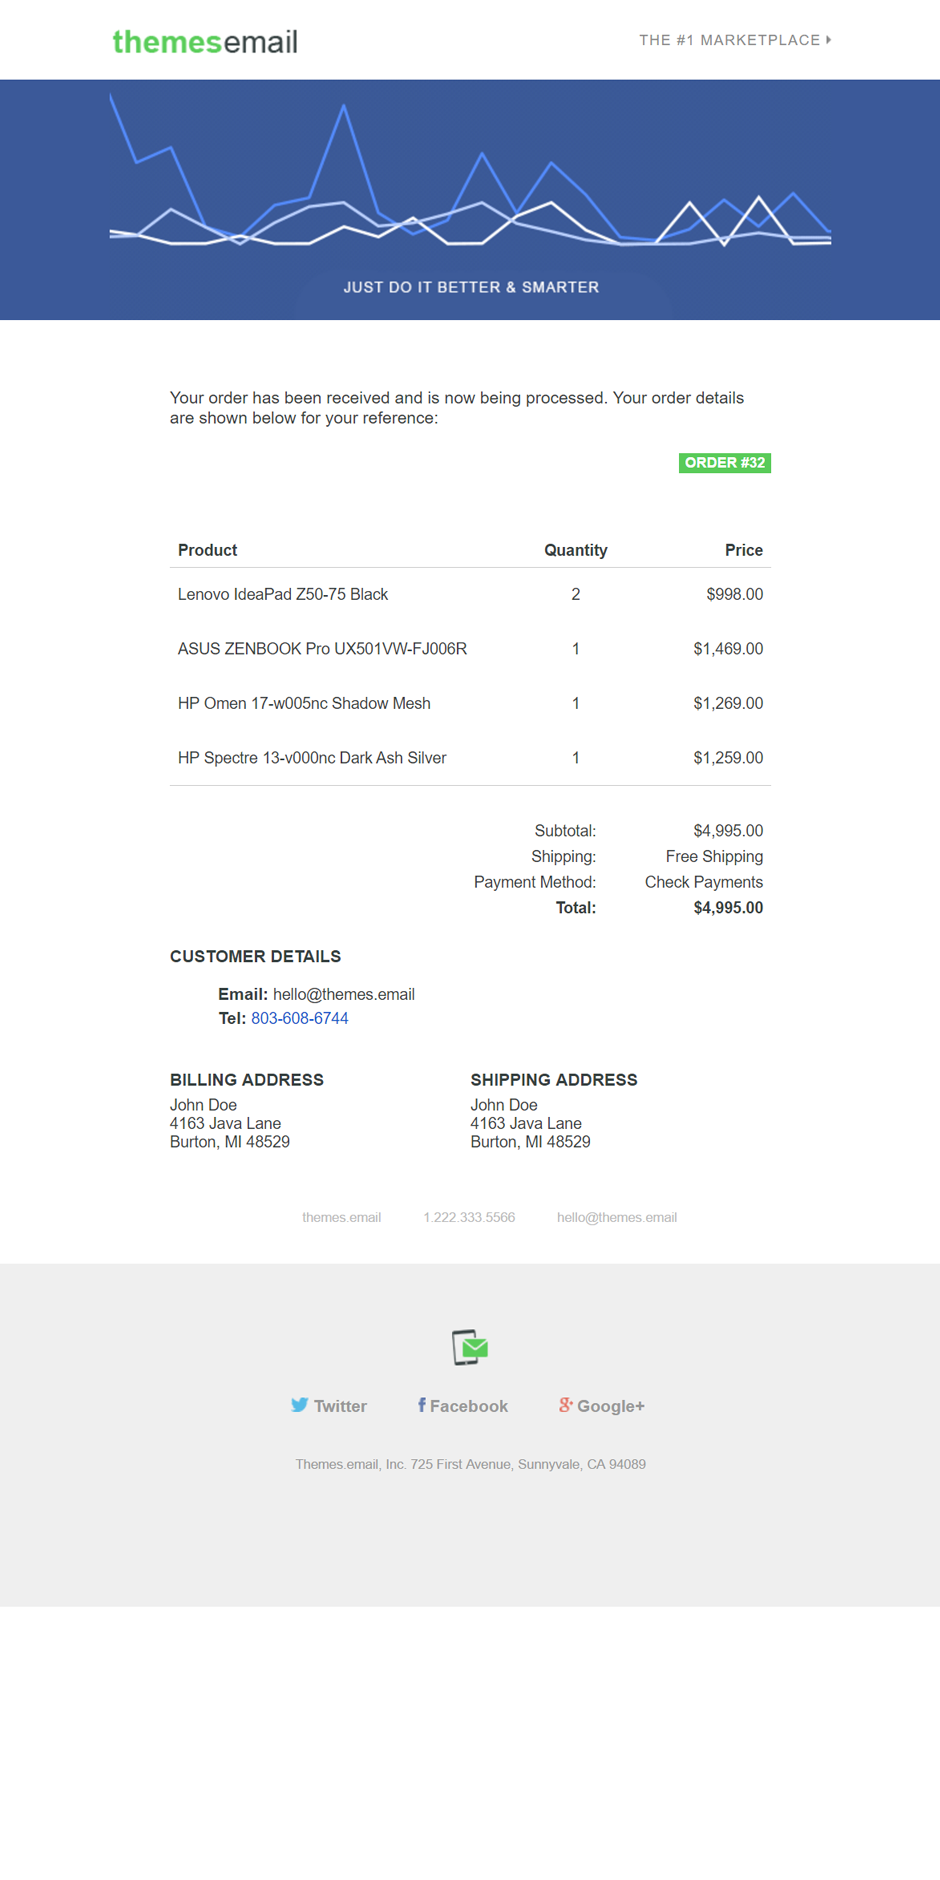 themesemail
THE #1 MARKETPLACE
JUST DO IT BETTER & SMARTER
Your order has been received and is now being processed. Your order details
are shown below for your reference:
ORDER #32
Product Quantity Price
Lenovo IdeaPad Z50-75 Black 2 $998.00
ASUS ZENBOOK Pro UX501VW-FJ006R 1 $1,469.00
HP Omen 17-w005nc Shadow Mesh 1 $1,269.00
HP Spectre 13-v000nc Dark Ash Silver 1 $1,259.00
Subtotal: $4,995.00
Shipping: Free Shipping
Payment Method: Check Payments
Total: $4,995.00
CUSTOMER DETAILS
Email: hello@themes.email
Tel: 803-608-6744
BILLING ADDRESS
John Doe
4163 Java Lane
Burton, MI 48529
SHIPPING ADDRESS
John Doe
4163 Java Lane
Burton, MI 48529
themes.email 1.222.333.5566 hello@themes.email
Twitter Facebook Google+
Themes.email, Inc. 725 First Avenue, Sunnyvale, CA 94089